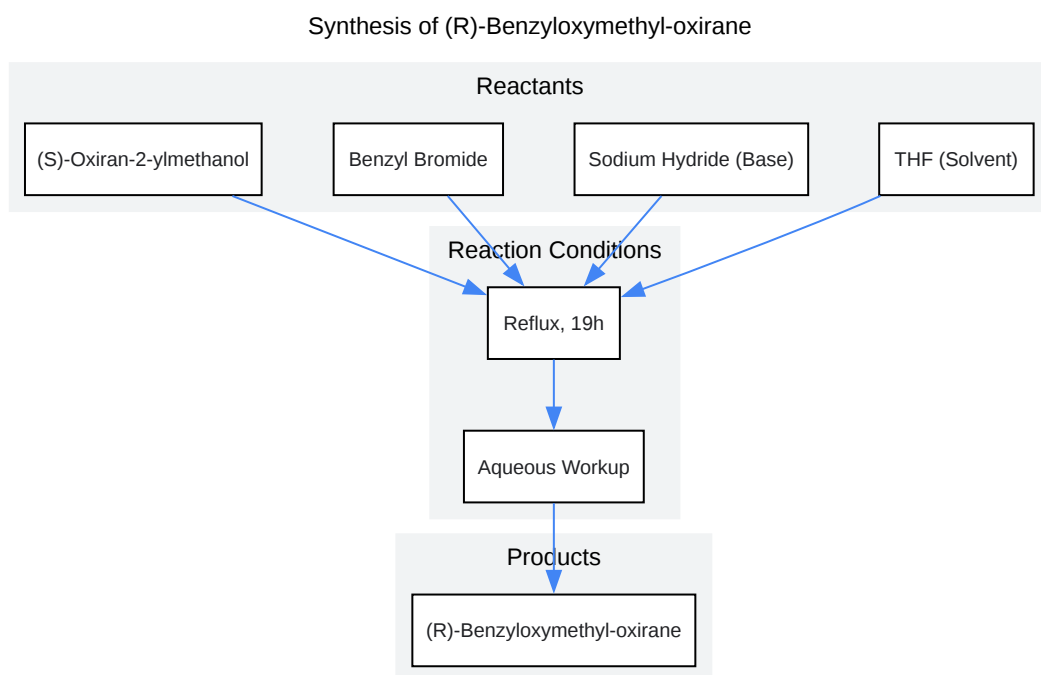 Synthesis of (R)-Benzyloxymethyl-oxirane
Reactants
(S)-Oxiran-2-ylmethanol
Benzyl Bromide
Sodium Hydride (Base)
THF (Solvent)
Reaction Conditions
Reflux, 19h
Aqueous Workup
Products
(R)-Benzyloxymethyl-oxirane